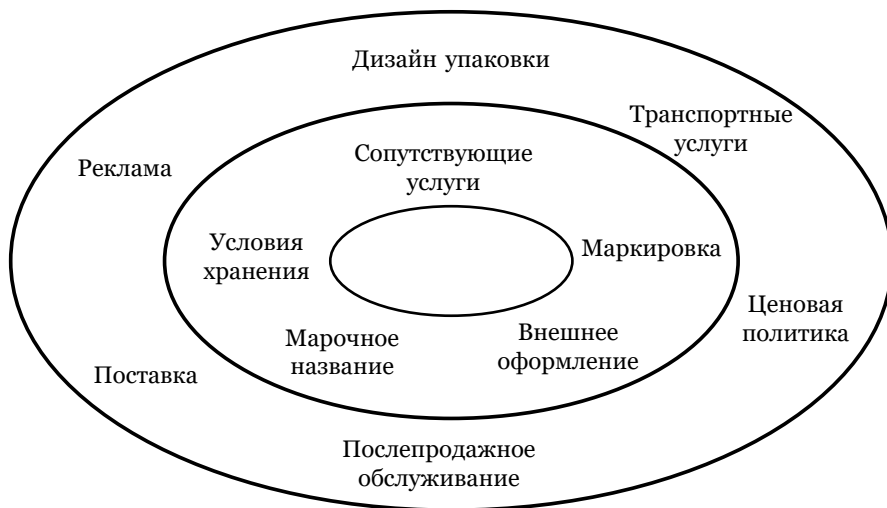 Дизайн упаковки
Транспортные
услуги
Реклама
Сопутствующие
услуги
Условия
хранения
Маркировка
Ценовая
политика
Марочное
название
Внешнее
оформление
Поставка
Послепродажное
обслуживание